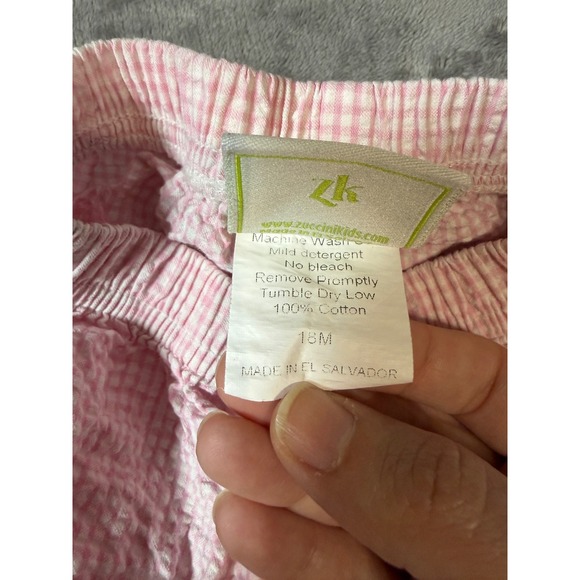 zk
www.zuccinikids.com
Machine Wash
Mild detergent
No bleach
Remove Promptly
Tumble Dry Low
100% Cotton
18M
MADE IN EL SALVADOR